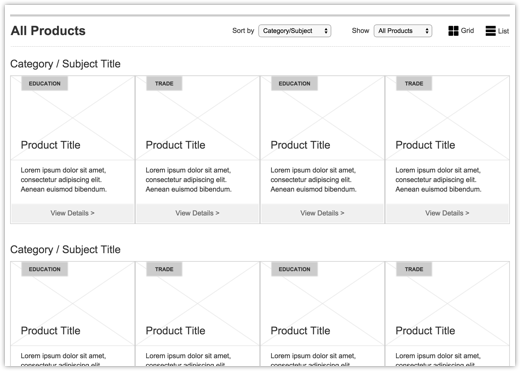 All Products
Sort by Category/Subject Show All Products Grid List
Category / Subject Title
EDUCATION TRADE EDUCATION TRADE
Product Title Product Title Product Title Product Title
Lorem ipsum dolor sit amet, Lorem ipsum dolor sit amet, Lorem ipsum dolor sit amet, Lorem ipsum dolor sit amet,
consectetur adipiscing elit. consectetur adipiscing elit. consectetur adipiscing elit. consectetur adipiscing elit.
Aenean euismod bibendum. Aenean euismod bibendum. Aenean euismod bibendum. Aenean euismod bibendum.
View Details > View Details > View Details > View Details >
Category / Subject Title
EDUCATION TRADE EDUCATION TRADE
Product Title Product Title Product Title Product Title
Lorem ipsum dolor sit amet, Lorem ipsum dolor sit amet, Lorem ipsum dolor sit amet, Lorem ipsum dolor sit amet,